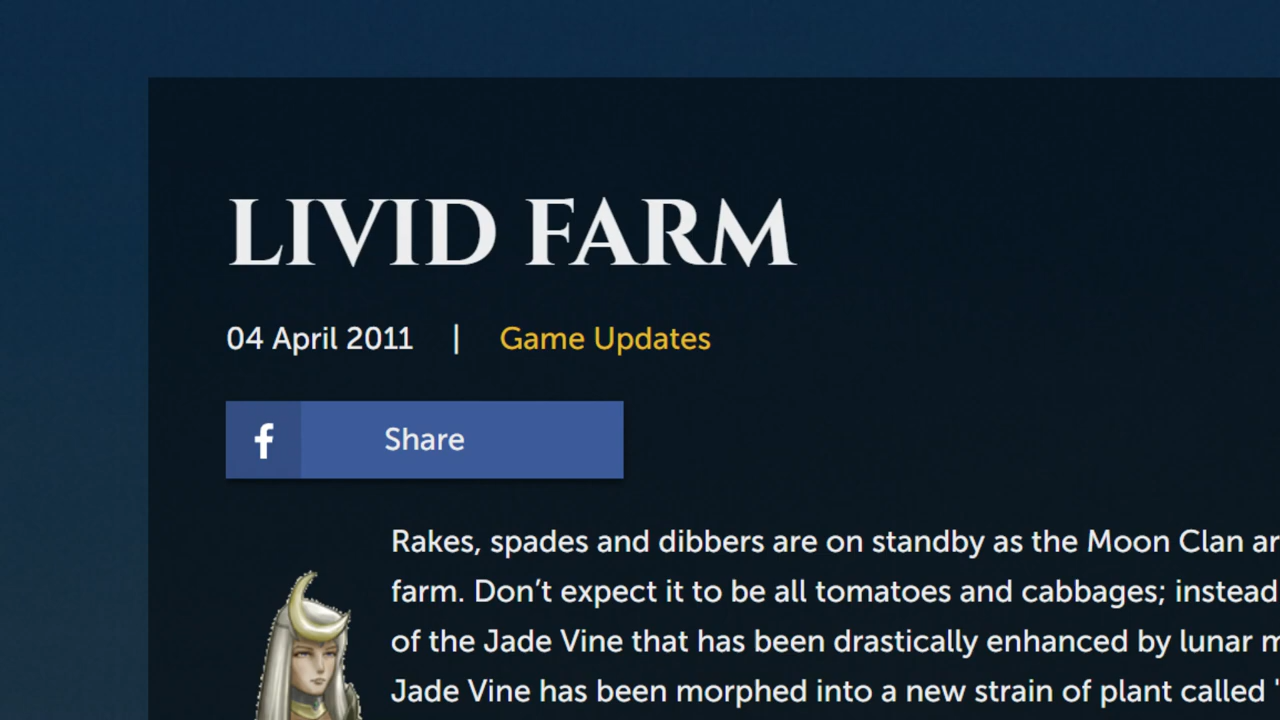 LIVID FARM
04 April 2011 | Game Updates
f Share
Rakes, spades and dibbers are on standby as the Moon Clan
farm. Don’t expect it to be all tomatoes and cabbages; instead
of the Jade Vine that has been drastically enhanced by lunar
Jade Vine has been morphed into a new strain of plant called '